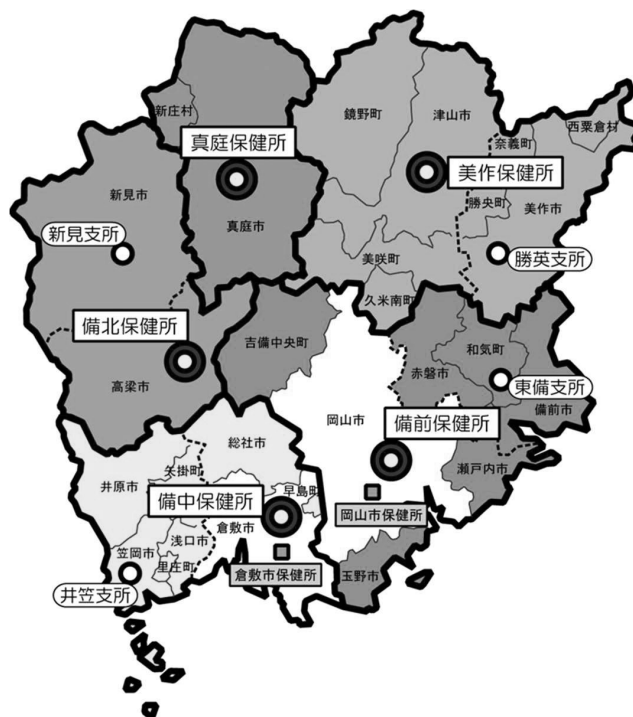 新庄村
鏡野町
津山市
奈義町
西粟倉村
真庭保健所
美作保健所
新見市
勝央町
美作市
真庭市
新見支所
美咲町
勝英支所
久米南町
備北保健所
吉備中央町
和気町
赤磐市
高梁市
東備支所
備前市
岡山市
備前保健所
総社市
矢掛町
瀬戸内市
井原市
早島町
備中保健所
岡山市保健所
倉敷市
浅口市
笠岡市
里庄町
倉敷市保健所
玉野市
井笠支所